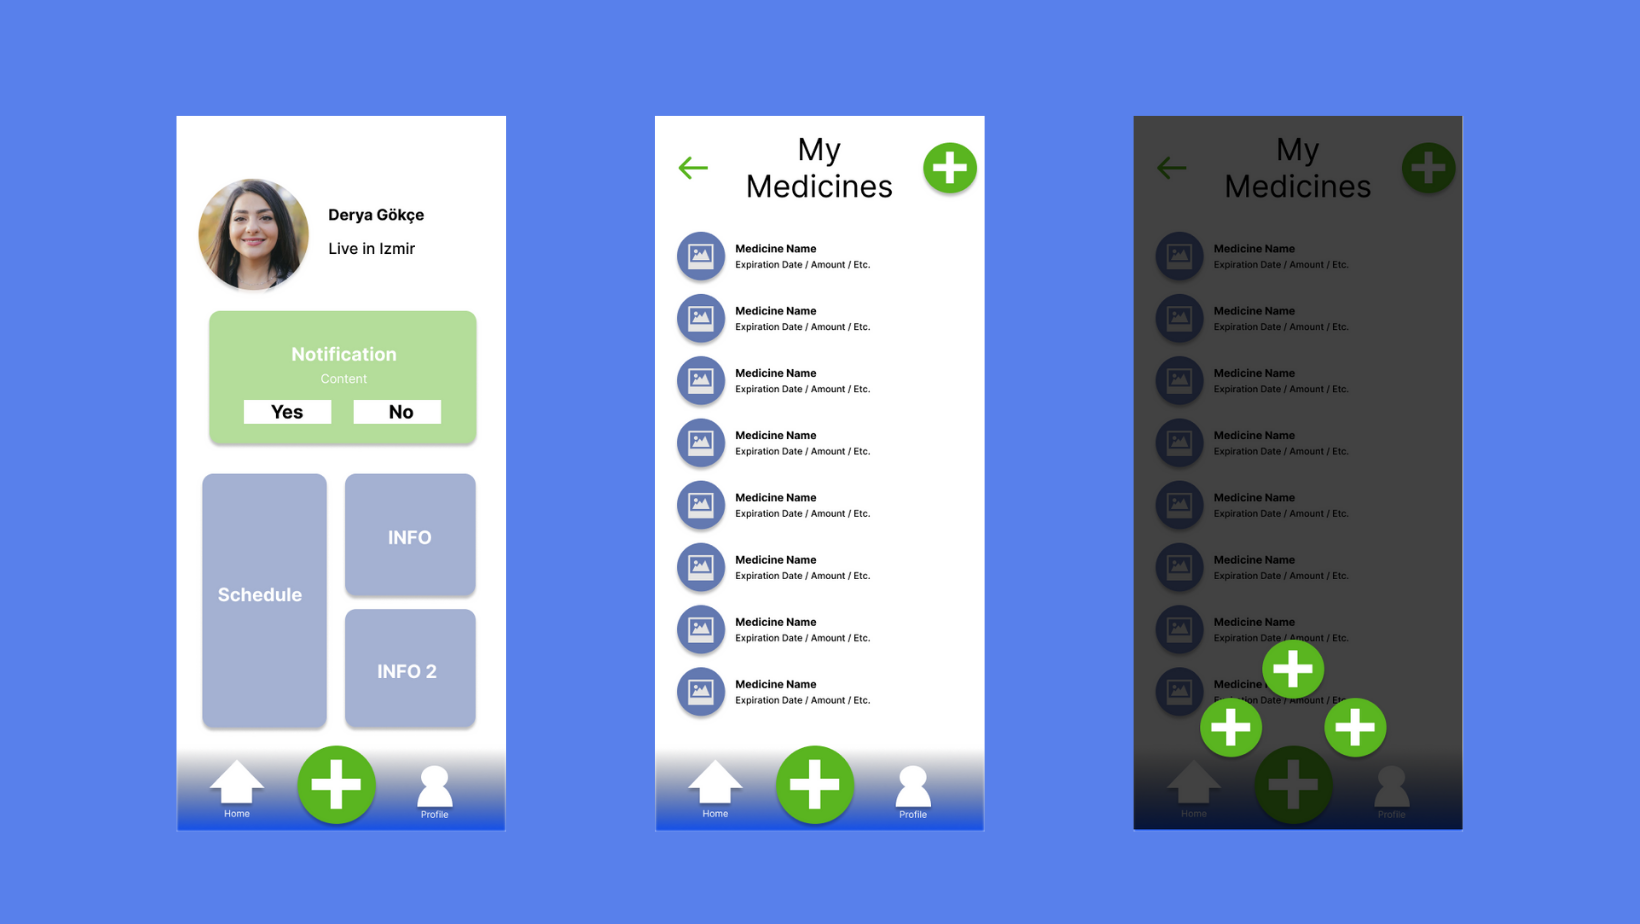 Derya Gökçe
Live in Izmir
Notification
Content
Yes No
Schedule
INFO
INFO 2
Home
Profile
My
Medicines
Medicine Name
Expiration Date / Amount / Etc.
Medicine Name
Expiration Date / Amount / Etc.
Medicine Name
Expiration Date / Amount / Etc.
Medicine Name
Expiration Date / Amount / Etc.
Medicine Name
Expiration Date / Amount / Etc.
Medicine Name
Expiration Date / Amount / Etc.
Medicine Name
Expiration Date / Amount / Etc.
Medicine Name
Expiration Date / Amount / Etc.
Home
Profile
My
Medicines
Medicine Name
Expiration Date / Amount / Etc.
Medicine Name
Expiration Date / Amount / Etc.
Medicine Name
Expiration Date / Amount / Etc.
Medicine Name
Expiration Date / Amount / Etc.
Medicine Name
Expiration Date / Amount / Etc.
Medicine Name
Expiration Date / Amount / Etc.
Medicine Name
Expiration Date / Amount / Etc.
Medicine
Date / Amount / Etc.
Home
Profile